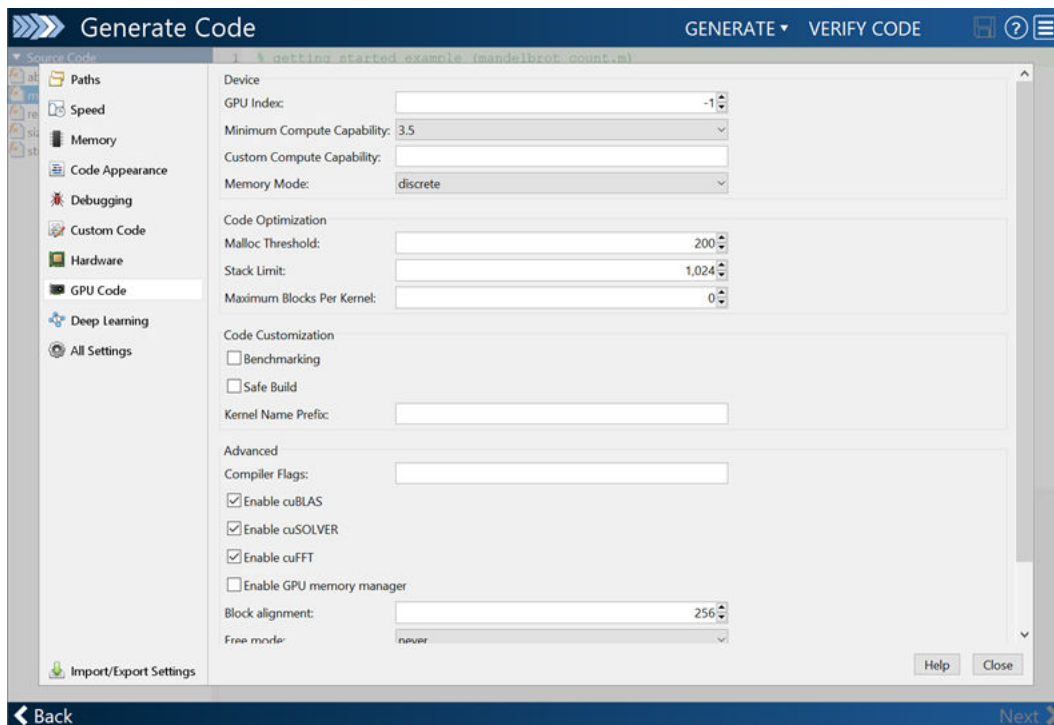 Generate Code
GENERATE VERIFY CODE
Source Code
1 % getting started example (mandelbrot_count.m)
Paths
Speed
Memory
Code Appearance
Debugging
Custom Code
Hardware
GPU Code
Deep Learning
All Settings
Import/Export Settings
Device
GPU Index: -1
Minimum Compute Capability: 3.5
Custom Compute Capability:
Memory Mode: discrete
Code Optimization
Malloc Threshold: 200
Stack Limit: 1,024
Maximum Blocks Per Kernel: 0
Code Customization
Benchmarking
Safe Build
Kernel Name Prefix:
Advanced
Compiler Flags:
Enable cuBLAS
Enable cuSOLVER
Enable cuFFT
Enable GPU memory manager
Block alignment: 256
Free mode: never
Help Close
Back Next